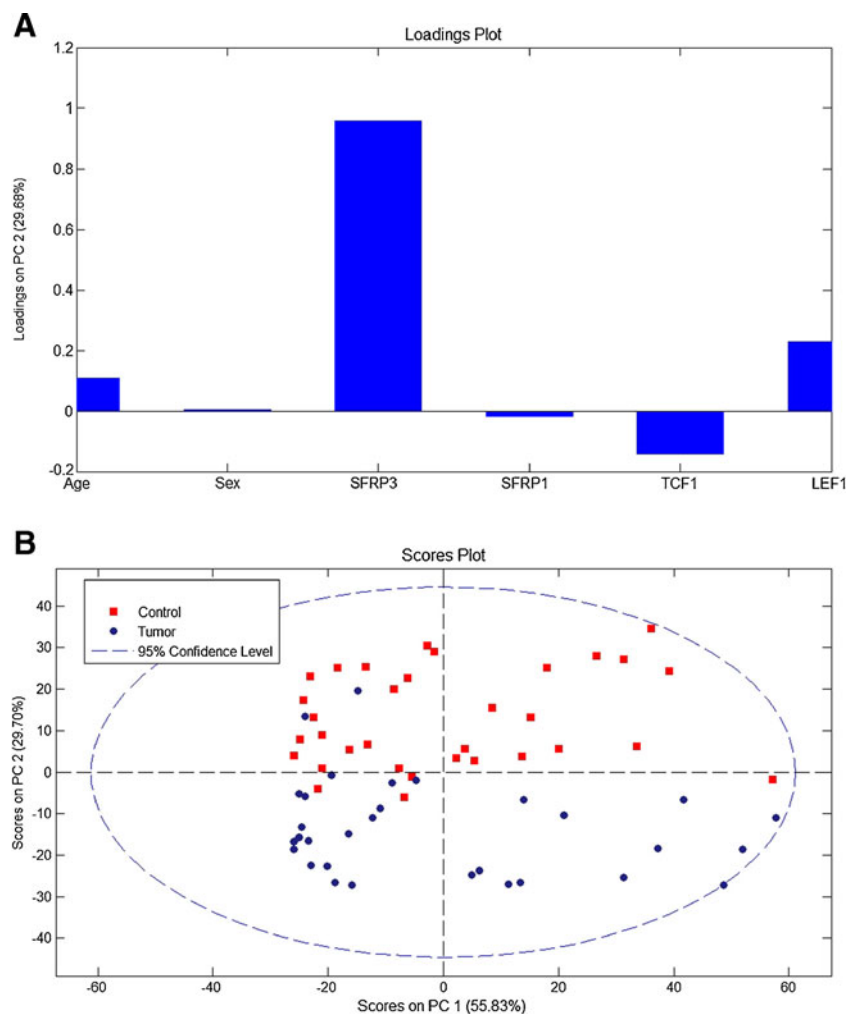 A
Loadings Plot
1.2
1
0.8
0.6
0.4
0.2
0
-0.2
Loadings on PC 2 (29.68%)
Age Sex SFRP3 SFRP1 TCF1 LEF1
B
Scores Plot
Control
Tumor
95% Confidence Level
40
30
20
10
0
-10
-20
-30
-40
Scores on PC 2 (29.70%)
-60 -40 -20 0 20 40 60
Scores on PC 1 (55.83%)